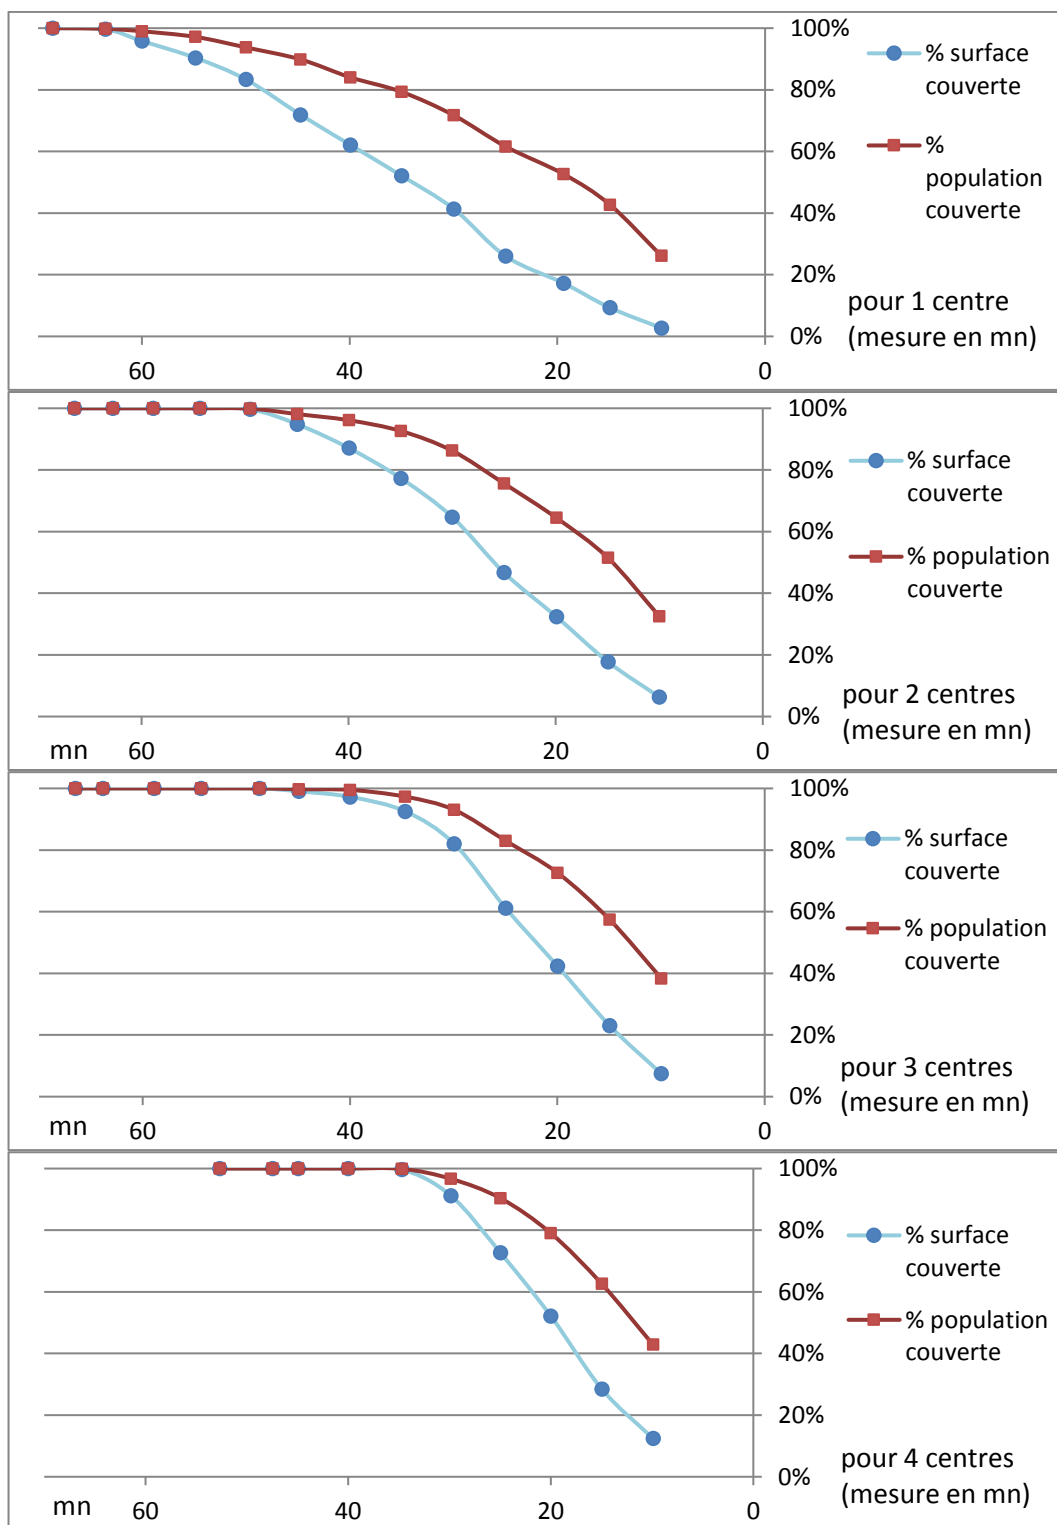 100%
80%
60%
40%
20%
0%
60
40
20
0
% surface
couverte
%
population
couverte
pour 1 centre
(mesure en mn)
100%
80%
60%
40%
20%
0%
mn
60
40
20
0
% surface
couverte
% population
couverte
pour 2 centres
(mesure en mn)
100%
80%
60%
40%
20%
0%
mn
60
40
20
0
% surface
couverte
% population
couverte
pour 3 centres
(mesure en mn)
100%
80%
60%
40%
20%
0%
mn
60
40
20
0
% surface
couverte
% population
couverte
pour 4 centres
(mesure en mn)